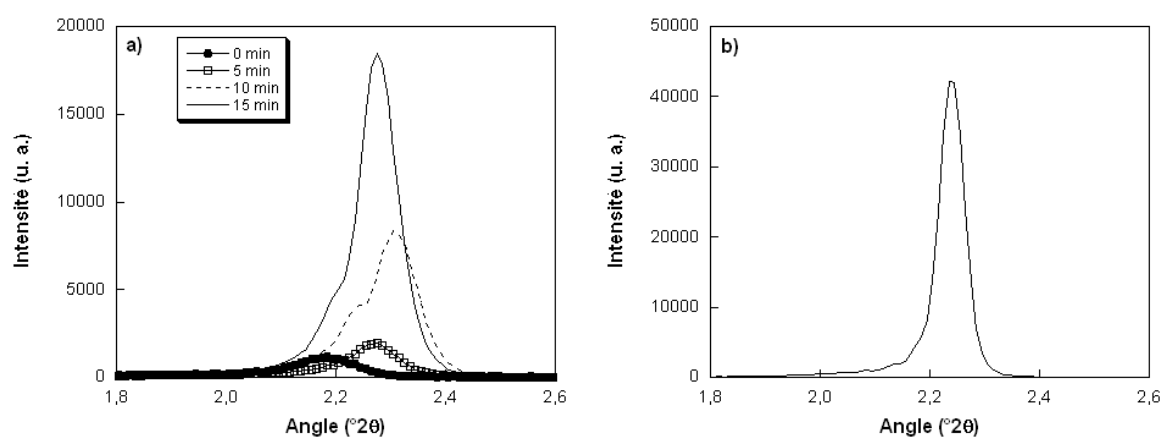 a)
0 min
5 min
10 min
15 min
20000
15000
10000
5000
0
Intensité (u. a.)
1,8 2,0 2,2 2,4 2,6
Angle (°2θ)
b)
50000
40000
30000
20000
10000
0
Intensité (u. a.)
1,8 2,0 2,2 2,4 2,6
Angle (°2θ)